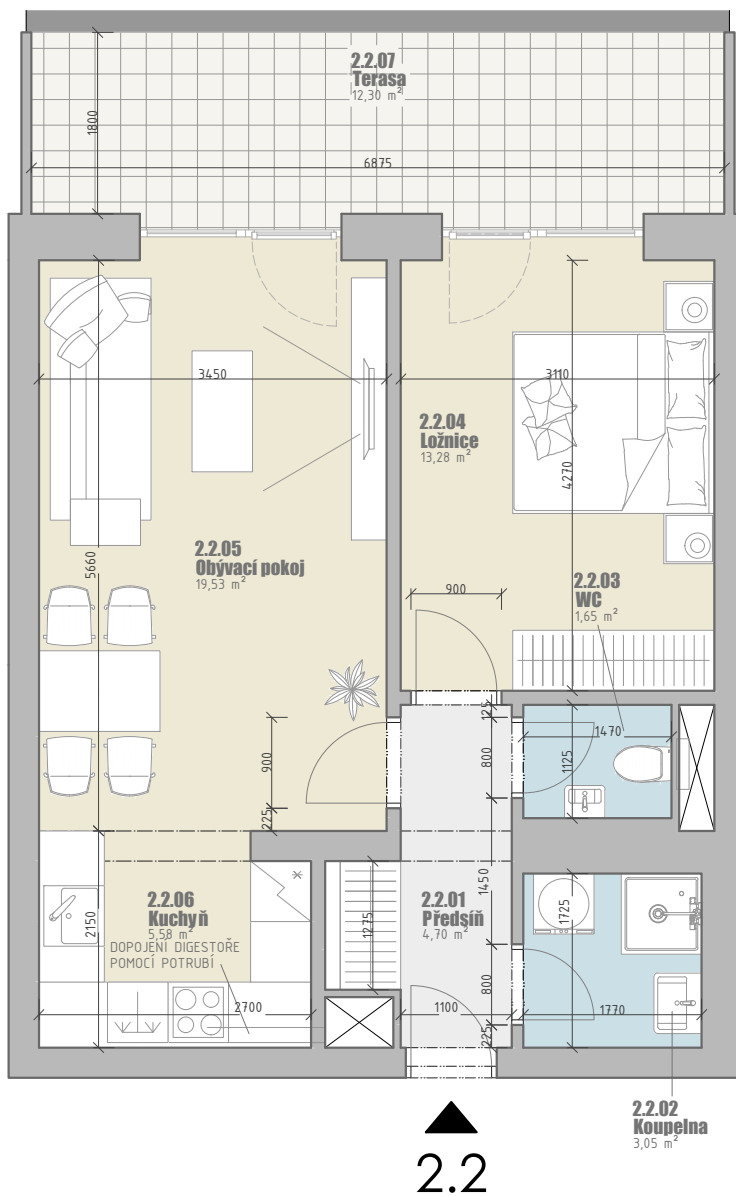 2.2.07
Terasa
12,30 m²
1800
6875
3450
3110
2.2.04
Ložnice
13,28 m²
4270
5660
2.2.05
Obývací pokoj
19,53 m²
900
2.2.03
WC
1,65 m²
125
1470
800
1125
900
225
2.2.06
Kuchyň
5,58 m²
DOPOJENÍ DIGESTOŘE
POMOCÍ POTRUBÍ
2150
2700
1275
2.2.01
Předsíň
4,70 m²
1450
1725
800
1100
225
1770
2.2.02
Koupelna
3,05 m²
2.2